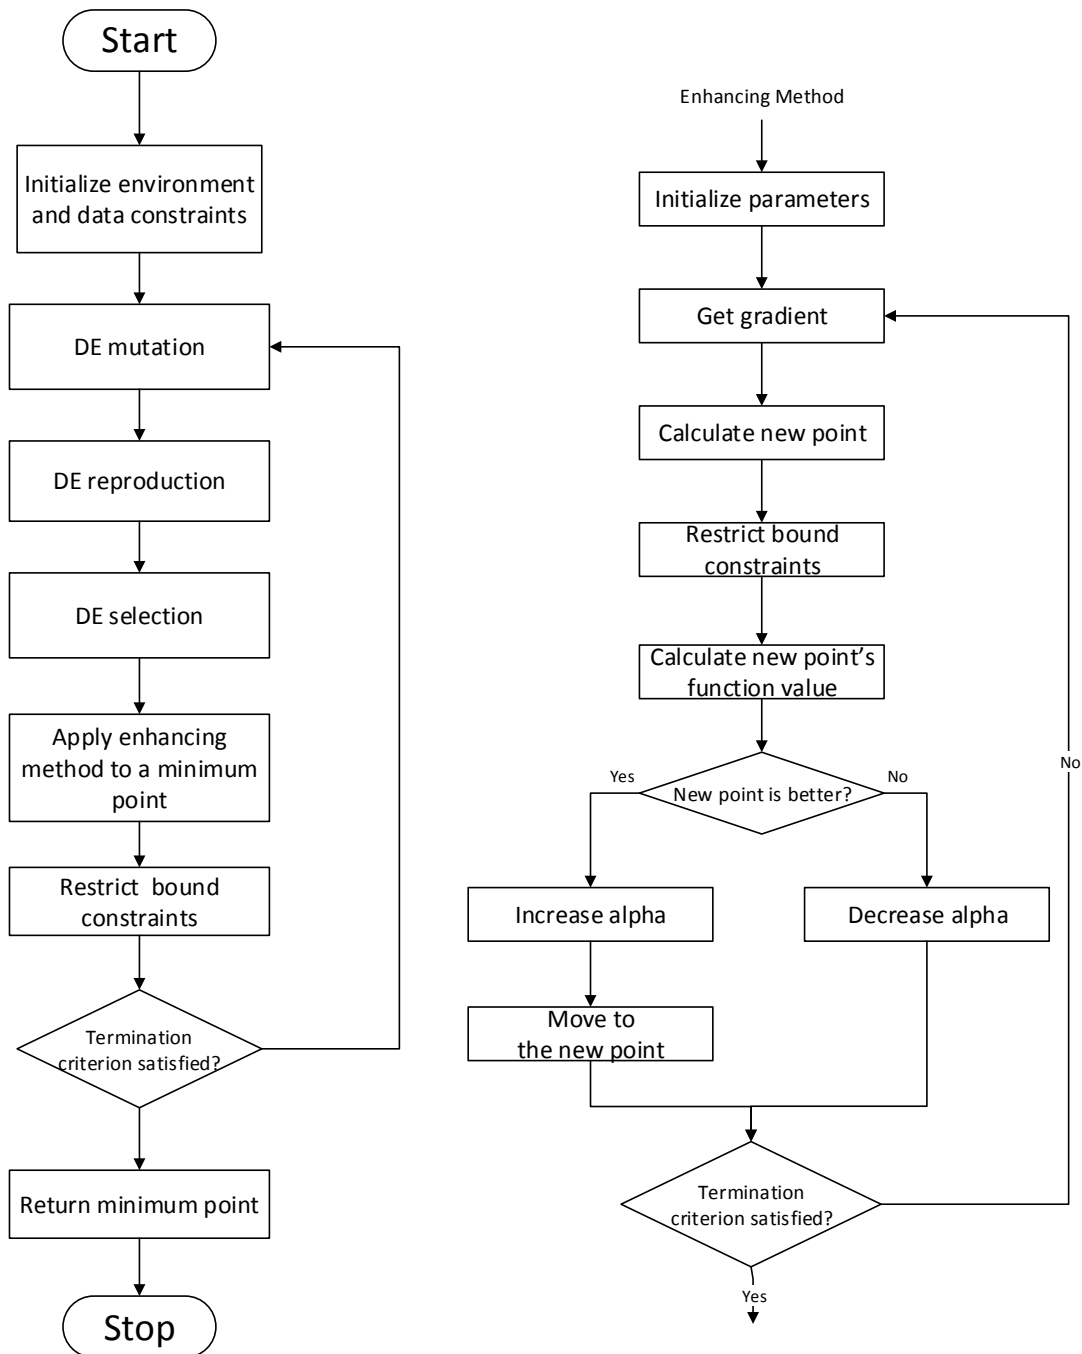 Start
Initialize environment
and data constraints
DE mutation
DE reproduction
DE selection
Apply enhancing
method to a minimum
point
Restrict bound
constraints
Termination
criterion satisfied?
Return minimum point
Stop
Enhancing Method
Initialize parameters
Get gradient
Calculate new point
Restrict bound
constraints
Calculate new point’s
function value
New point is better?
Yes
No
Increase alpha
Decrease alpha
Move to
the new point
Termination
criterion satisfied?
No
Yes